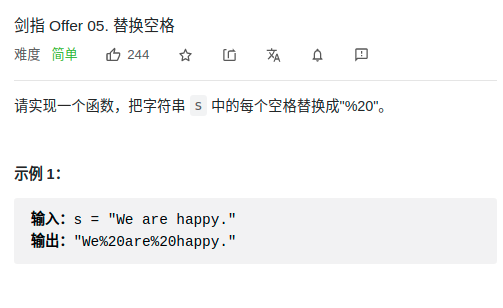 剑指 Offer 05. 替换空格
难度 简单 244
请实现一个函数，把字符串 s 中的每个空格替换成"%20"。
示例 1：
输入：s = "We are happy."
输出："We%20are%20happy."